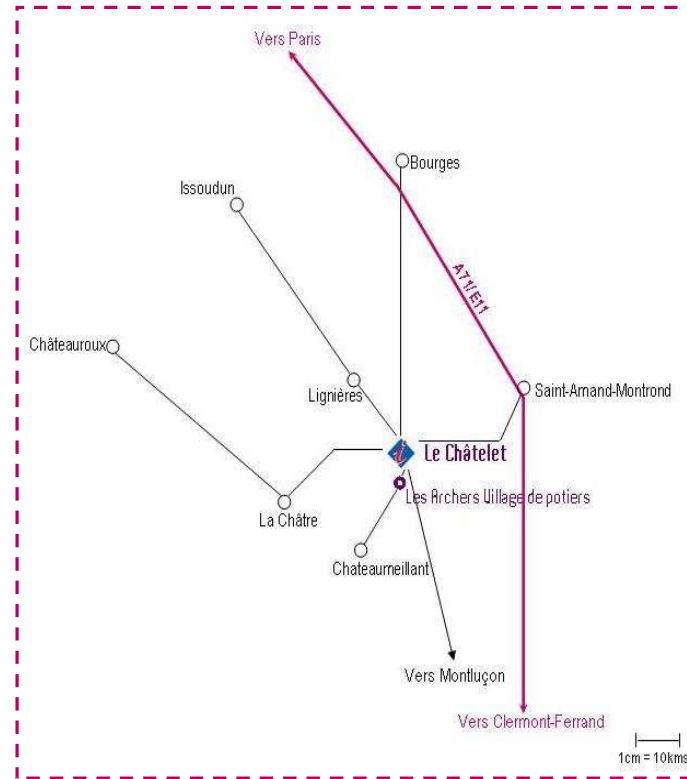 Vers Paris
Bourges
Issoudun
A71/E11
Châteauroux
Lignières
Saint-Amand-Montrond
i Le Châtelet
Les Archers Village de potiers
La Châtre
Chateaumeillant
Vers Montluçon
Vers Clermont-Ferrand
1cm = 10kms